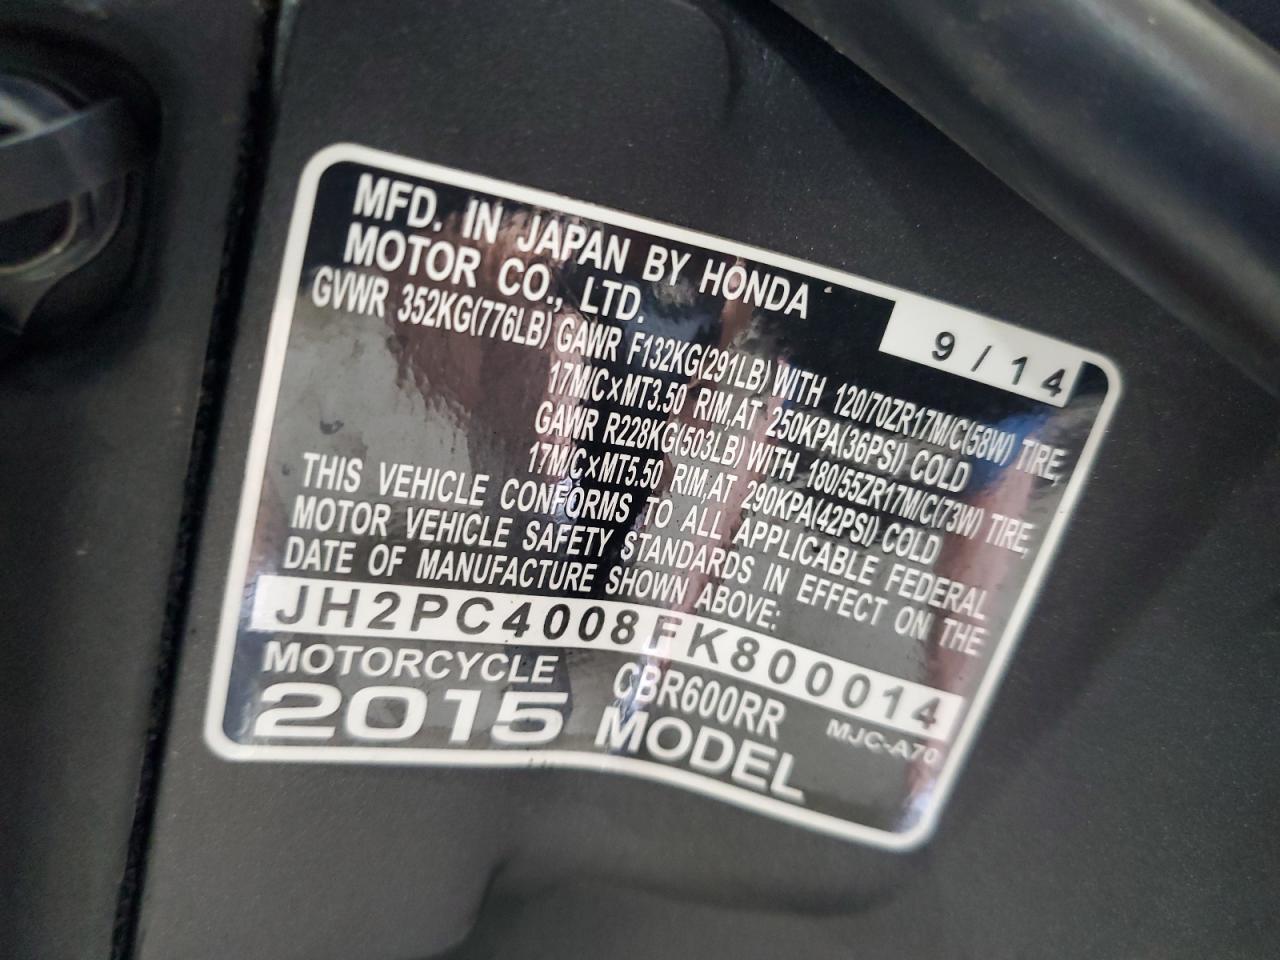 MFD. IN JAPAN BY HONDA
MOTOR CO., LTD.
9 / 14
GVWR 352KG(776LB) GAWR F132KG(291LB) WITH 120/70ZR17M/C(58W) TIRE,
17M/C×MT3.50 RIM,AT 250KPA(36PSI) COLD
GAWR R228KG(503LB) WITH 180/55ZR17M/C(73W) TIRE,
17M/C×MT5.50 RIM,AT 290KPA(42PSI) COLD
THIS VEHICLE CONFORMS TO ALL APPLICABLE FEDERAL
MOTOR VEHICLE SAFETY STANDARDS IN EFFECT ON THE
DATE OF MANUFACTURE SHOWN ABOVE:
JH2PC4008FK800014
MOTORCYCLE CBR600RR MJC-A70
2015 MODEL